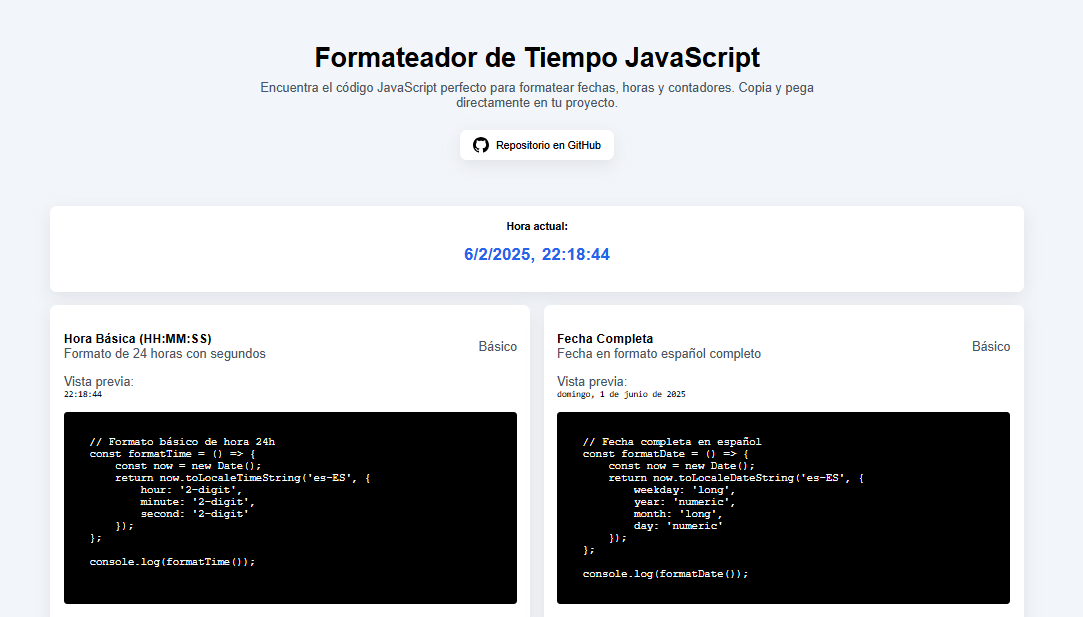 Formateador de Tiempo JavaScript
Encuentra el código JavaScript perfecto para formatear fechas, horas y contadores. Copia y pega
directamente en tu proyecto.
Repositorio en GitHub
Hora actual:
6/2/2025, 22:18:44
Hora Básica (HH:MM:SS)
Formato de 24 horas con segundos
Básico
Vista previa:
22:18:44
// Formato básico de hora 24h
const formatTime = () => {
    const now = new Date();
    return now.toLocaleTimeString('es-ES', {
        hour: '2-digit',
        minute: '2-digit',
        second: '2-digit'
    });
};
console.log(formatTime());
Fecha Completa
Fecha en formato español completo
Básico
Vista previa:
domingo, 1 de junio de 2025
// Fecha completa en español
const formatDate = () => {
    const now = new Date();
    return now.toLocaleDateString('es-ES', {
        weekday: 'long',
        year: 'numeric',
        month: 'long',
        day: 'numeric'
    });
};
console.log(formatDate());